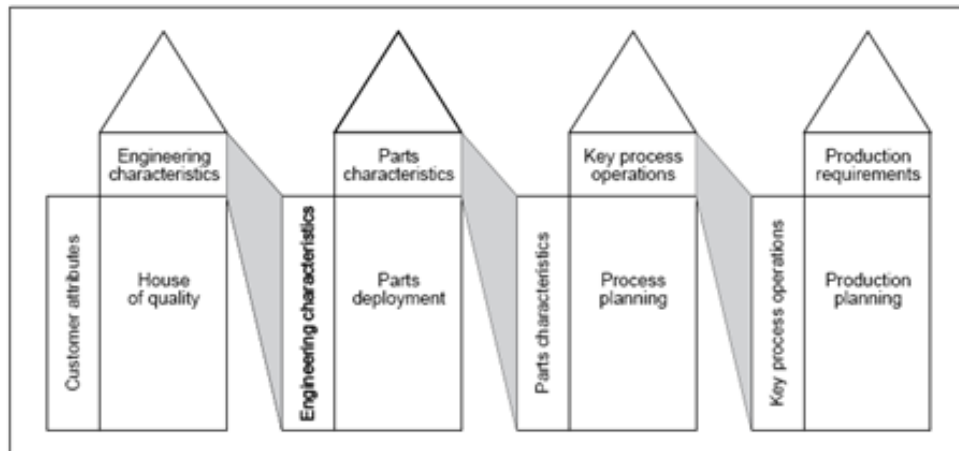 Engineering
characteristics
Parts
characteristics
Key process
operations
Production
requirements
Customer attributes
House
of quality
Engineering characteristics
Parts
deployment
Parts characteristics
Process
planning
Key process operations
Production
planning